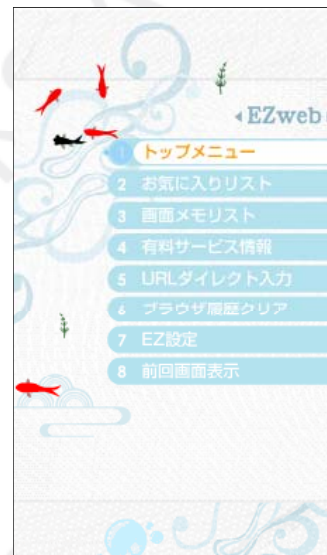 EZweb
1 トップメニュー
2 お気に入りリスト
3 画面メモリスト
4 有料サービス情報
5 URLダイレクト入力
6 ブラウザ履歴クリア
7 EZ設定
8 前回画面表示